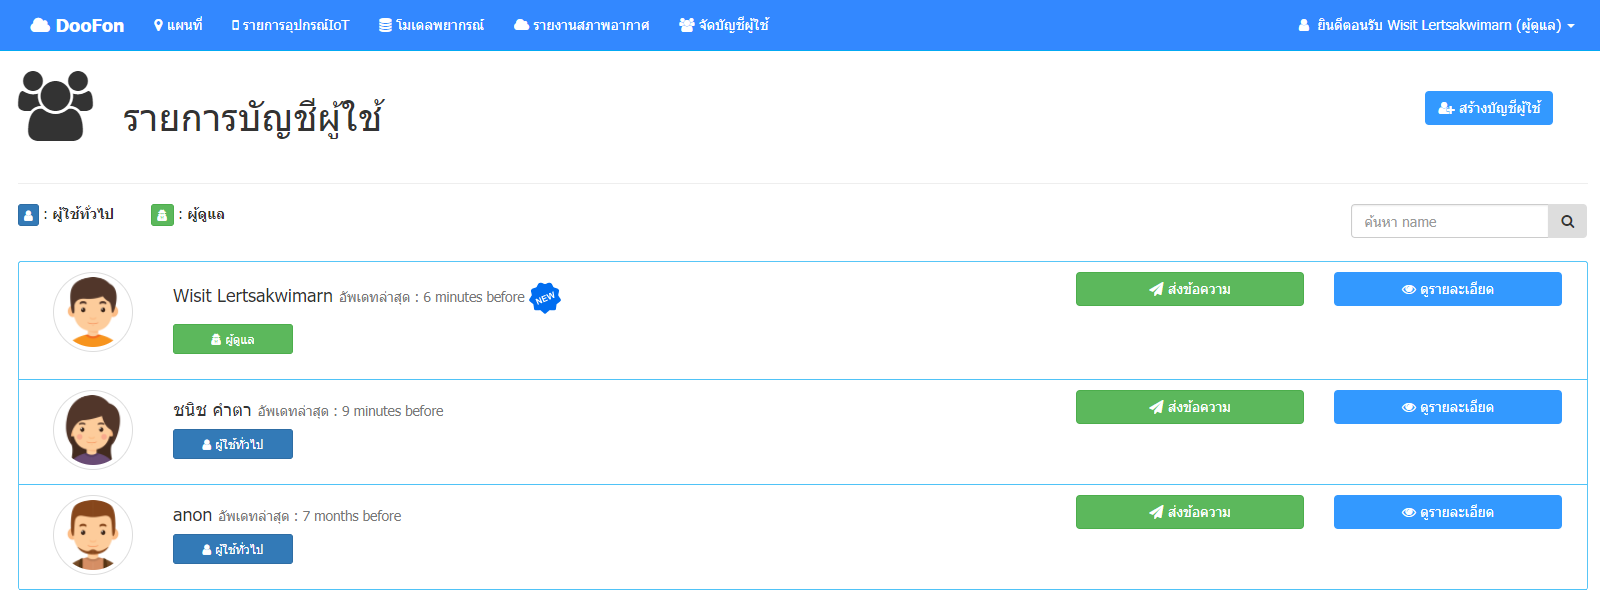 DooFon แผนที่ รายการอุปกรณ์IoT โมเดลพยากรณ์ รายงานสภาพอากาศ จัดบัญชีผู้ใช้ ยินดีตอนรับ Wisit Lertsakwimarn (ผู้ดูแล)
รายการบัญชีผู้ใช้
สร้างบัญชีผู้ใช้
: ผู้ใช้ทั่วไป : ผู้ดูแล
ค้นหา name
Wisit Lertsakwimarn อัพเดทล่าสุด : 6 minutes before NEW
ส่งข้อความ ดูรายละเอียด
ผู้ดูแล
ชนิช คำตา อัพเดทล่าสุด : 9 minutes before
ส่งข้อความ ดูรายละเอียด
ผู้ใช้ทั่วไป
anon อัพเดทล่าสุด : 7 months before
ส่งข้อความ ดูรายละเอียด
ผู้ใช้ทั่วไป